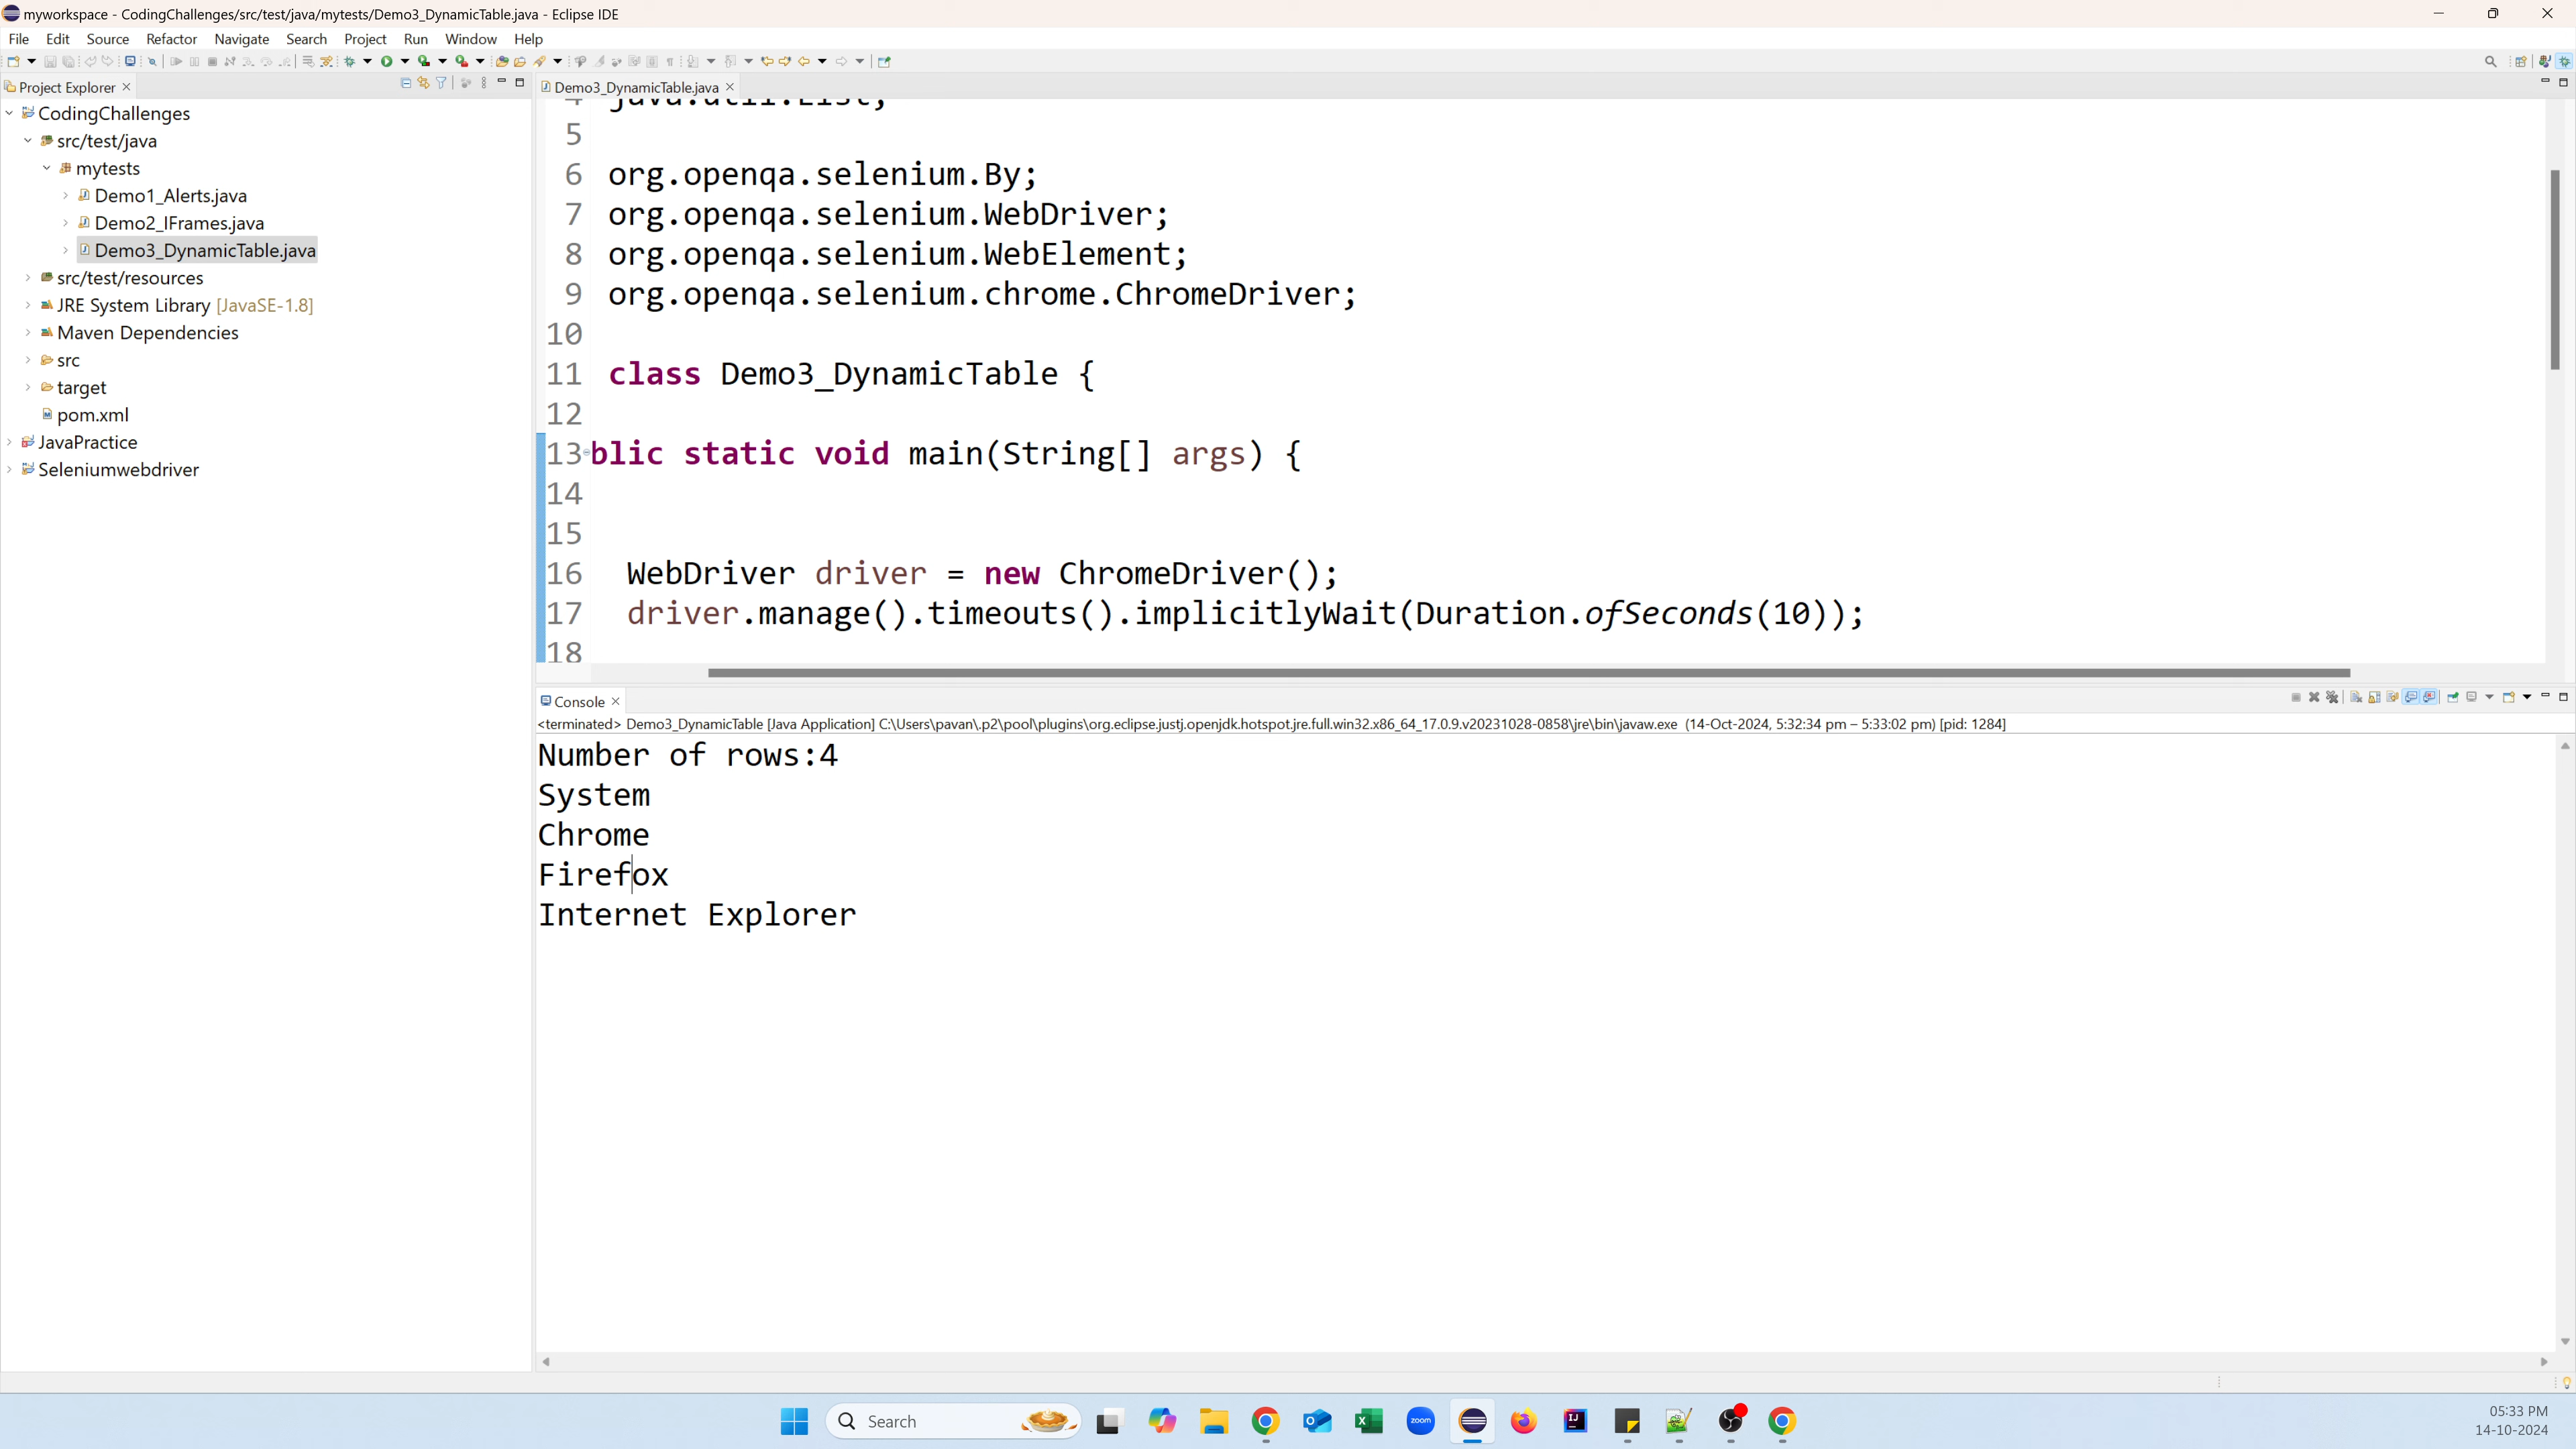 myworkspace - CodingChallenges/src/test/java/mytests/Demo3_DynamicTable.java - Eclipse IDE
File Edit Source Refactor Navigate Search Project Run Window Help
Project Explorer
CodingChallenges
src/test/java
mytests
Demo1_Alerts.java
Demo2_IFrames.java
Demo3_DynamicTable.java
src/test/resources
JRE System Library [JavaSE-1.8]
Maven Dependencies
src
target
pom.xml
JavaPractice
Seleniumwebdriver
Demo3_DynamicTable.java
4 java.util.List;
5
6 org.openqa.selenium.By;
7 org.openqa.selenium.WebDriver;
8 org.openqa.selenium.WebElement;
9 org.openqa.selenium.chrome.ChromeDriver;
10
11 class Demo3_DynamicTable {
12
13 blic static void main(String[] args) {
14
15
16 WebDriver driver = new ChromeDriver();
17 driver.manage().timeouts().implicitlyWait(Duration.ofSeconds(10));
18
Console
<terminated> Demo3_DynamicTable [Java Application] C:\Users\pavan\.p2\pool\plugins\org.eclipse.justj.openjdk.hotspot.jre.full.win32.x86_64_17.0.9.v20231028-0858\jre\bin\javaw.exe (14-Oct-2024, 5:32:34 pm – 5:33:02 pm) [pid: 1284]
Number of rows:4
System
Chrome
Firefox
Internet Explorer
Search
zoom
05:33 PM
14-10-2024